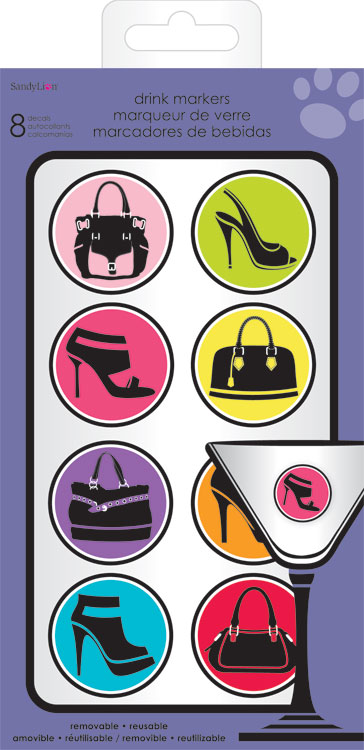 SandyLion
drink markers
marqueur de verre
marcadores de bebidas
8 decals
autocollants
calcomanías
removable • reusable
amovible • réutilisable / removible • reutilizable